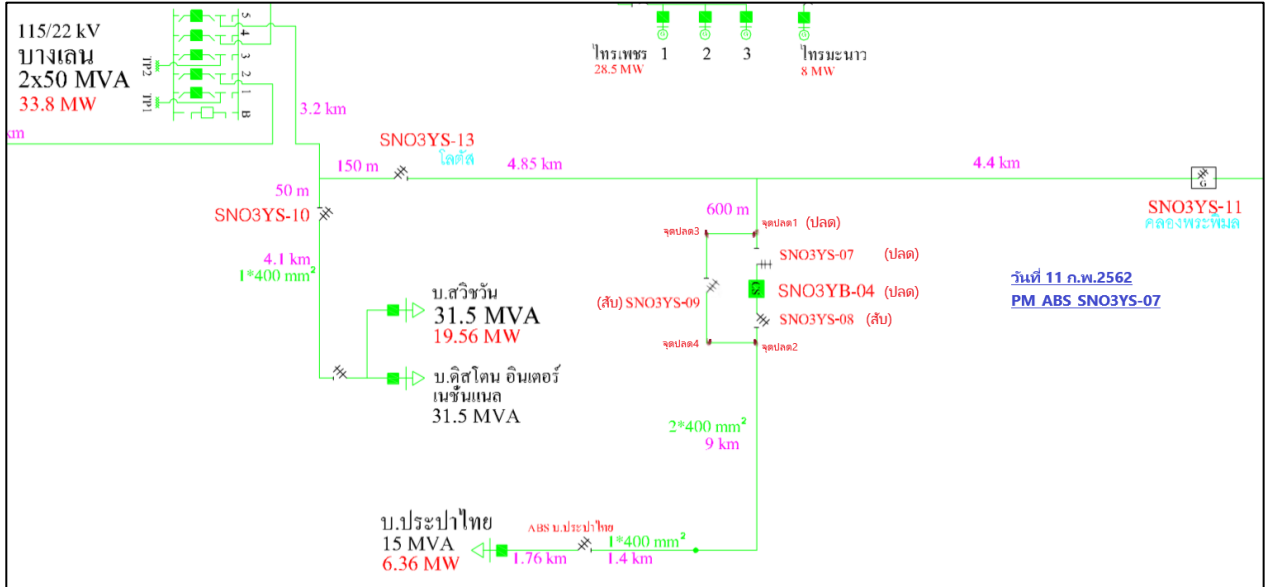 115/22 kV
บางเลน
2x50 MVA
33.8 MW
TP2
TP1
5
4
3
2
1
B
km
3.2 km
ไทรเพชร 1 2 3
28.5 MW
ไทรมะนาว
8 MW
SNO3YS-13
โลตัส
150 m
4.85 km
4.4 km
50 m
SNO3YS-10
600 m
G
SNO3YS-11
คลองพระพิมล
จุดปลด3
จุดปลด1 (ปลด)
SNO3YS-07 (ปลด)
4.1 km
1*400 mm²
CS
SNO3YB-04 (ปลด)
(สับ) SNO3YS-09
SNO3YS-08 (สับ)
จุดปลด4
จุดปลด2
วันที่ 11 ก.พ.2562
PM ABS SNO3YS-07
บ.สวิชวัน
31.5 MVA
19.56 MW
บ.ดิสโตน อินเตอร์
เนชั่นแนล
31.5 MVA
2*400 mm²
9 km
บ.ประปาไทย
15 MVA
6.36 MW
ABS บ.ประปาไทย
1*400 mm²
1.76 km
1.4 km